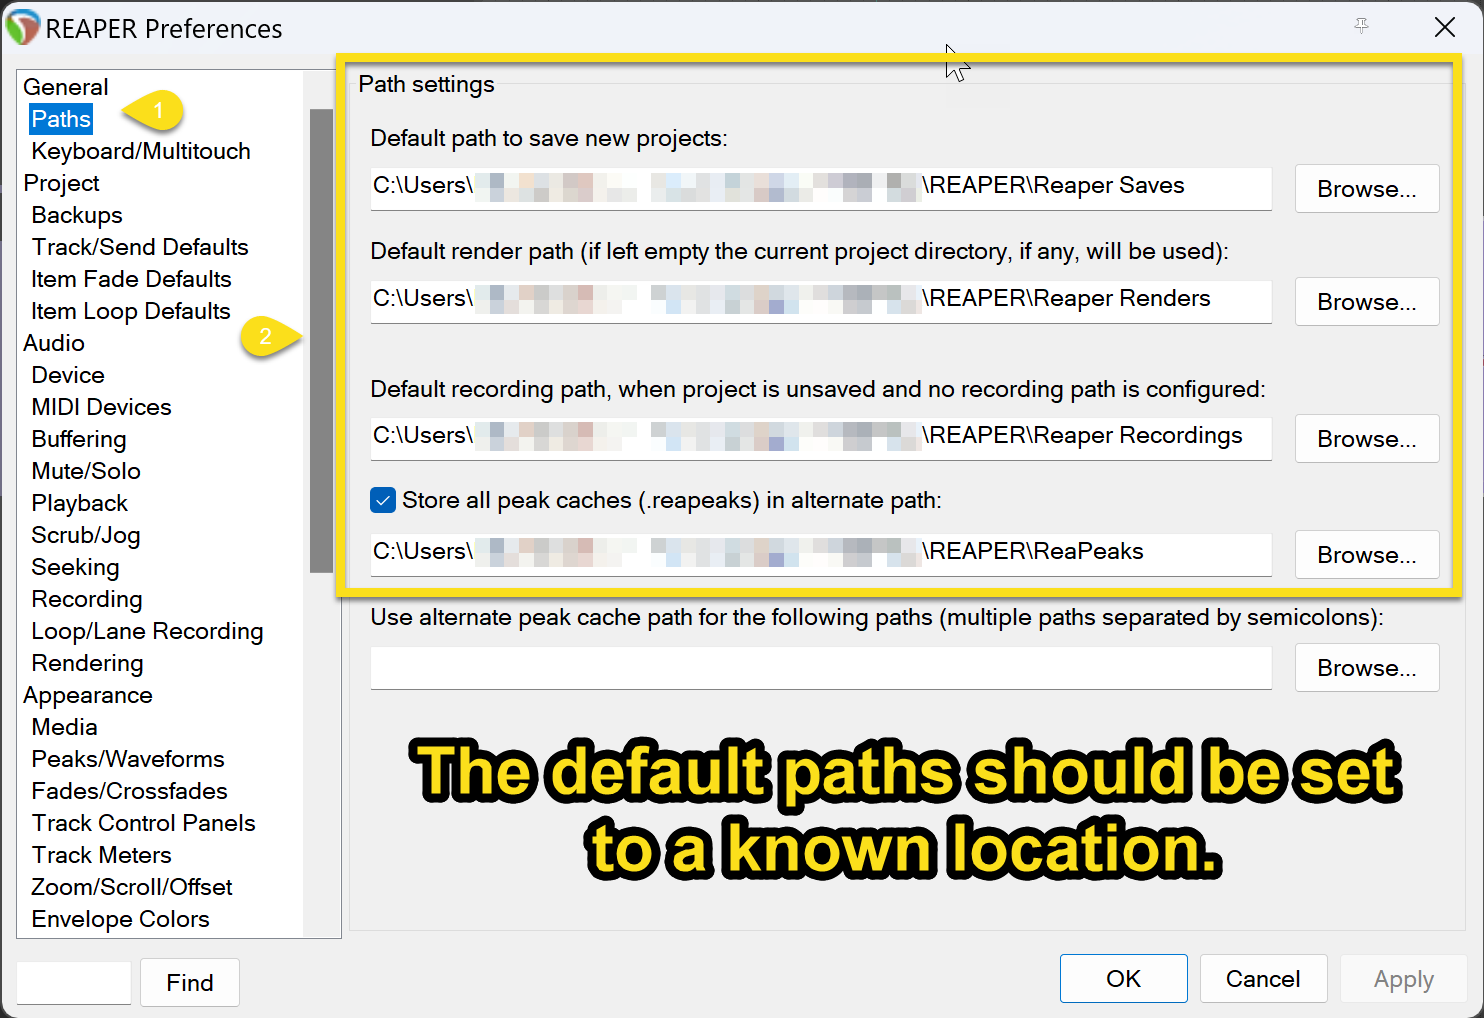 REAPER Preferences
General
Paths
1
Keyboard/Multitouch
Project
Backups
Track/Send Defaults
Item Fade Defaults
Item Loop Defaults
2
Audio
Device
MIDI Devices
Buffering
Mute/Solo
Playback
Scrub/Jog
Seeking
Recording
Loop/Lane Recording
Rendering
Appearance
Media
Peaks/Waveforms
Fades/Crossfades
Track Control Panels
Track Meters
Zoom/Scroll/Offset
Envelope Colors
Find
Path settings
Default path to save new projects:
C:\Users\ \REAPER\Reaper Saves
Browse...
Default render path (if left empty the current project directory, if any, will be used):
C:\Users\ \REAPER\Reaper Renders
Browse...
Default recording path, when project is unsaved and no recording path is configured:
C:\Users\ \REAPER\Reaper Recordings
Browse...
Store all peak caches (.reapeaks) in alternate path:
C:\Users\ \REAPER\ReaPeaks
Browse...
Use alternate peak cache path for the following paths (multiple paths separated by semicolons):
Browse...
The default paths should be set
to a known location.
OK
Cancel
Apply